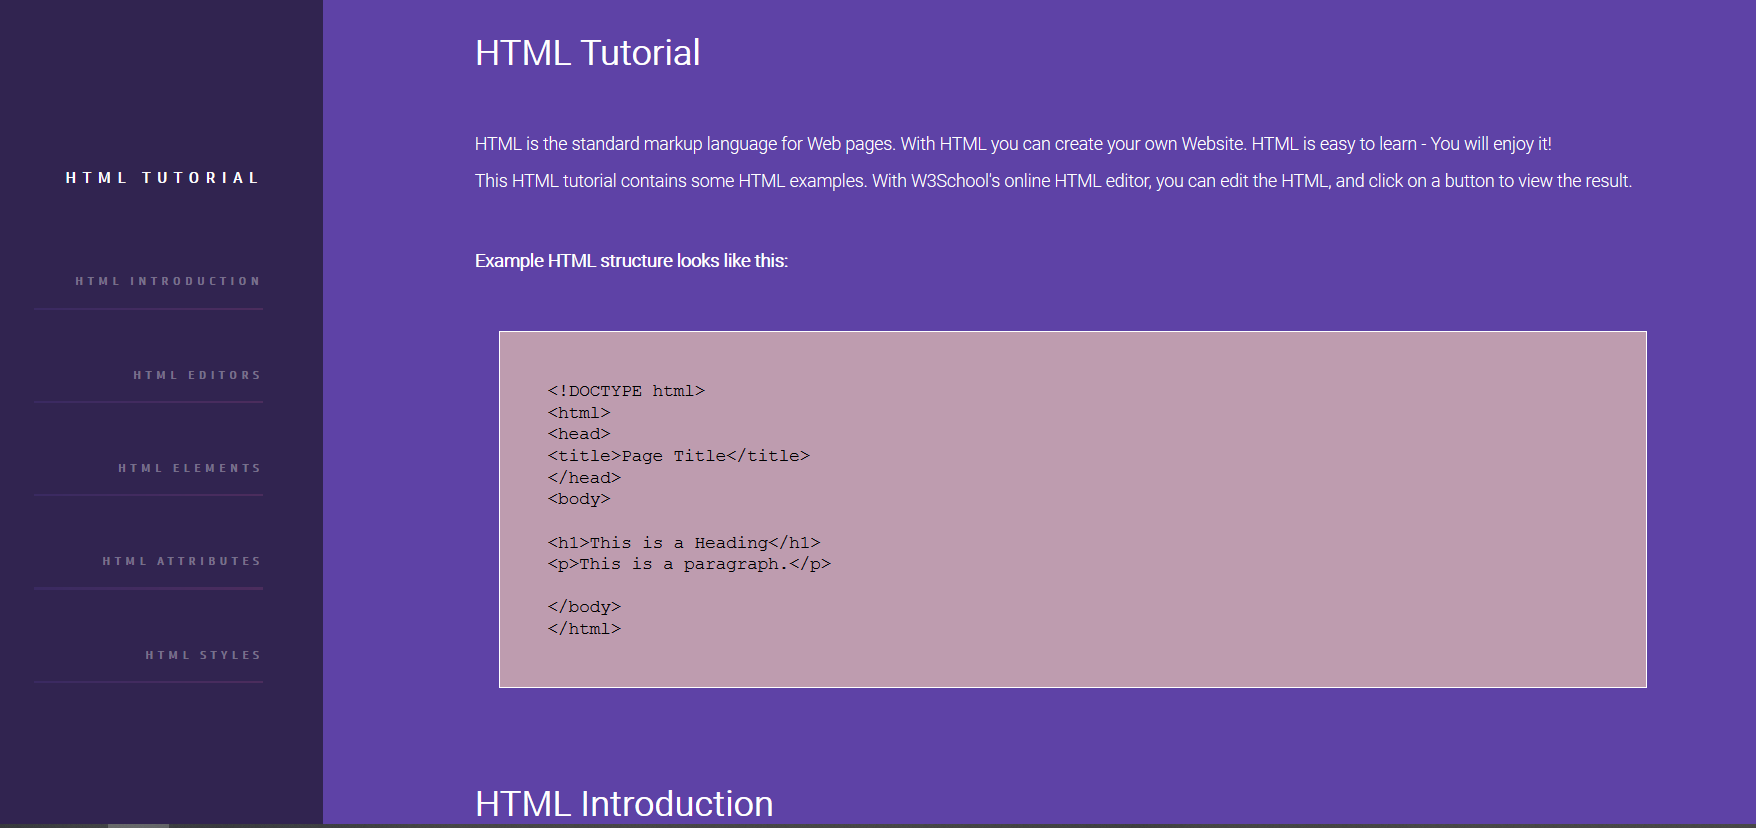 HTML TUTORIAL
HTML INTRODUCTION
HTML EDITORS
HTML ELEMENTS
HTML ATTRIBUTES
HTML STYLES
HTML Tutorial
HTML is the standard markup language for Web pages. With HTML you can create your own Website. HTML is easy to learn - You will enjoy it!
This HTML tutorial contains some HTML examples. With W3School's online HTML editor, you can edit the HTML, and click on a button to view the result.
Example HTML structure looks like this:
<!DOCTYPE html>
<html>
<head>
<title>Page Title</title>
</head>
<body>
<h1>This is a Heading</h1>
<p>This is a paragraph.</p>
</body>
</html>
HTML Introduction